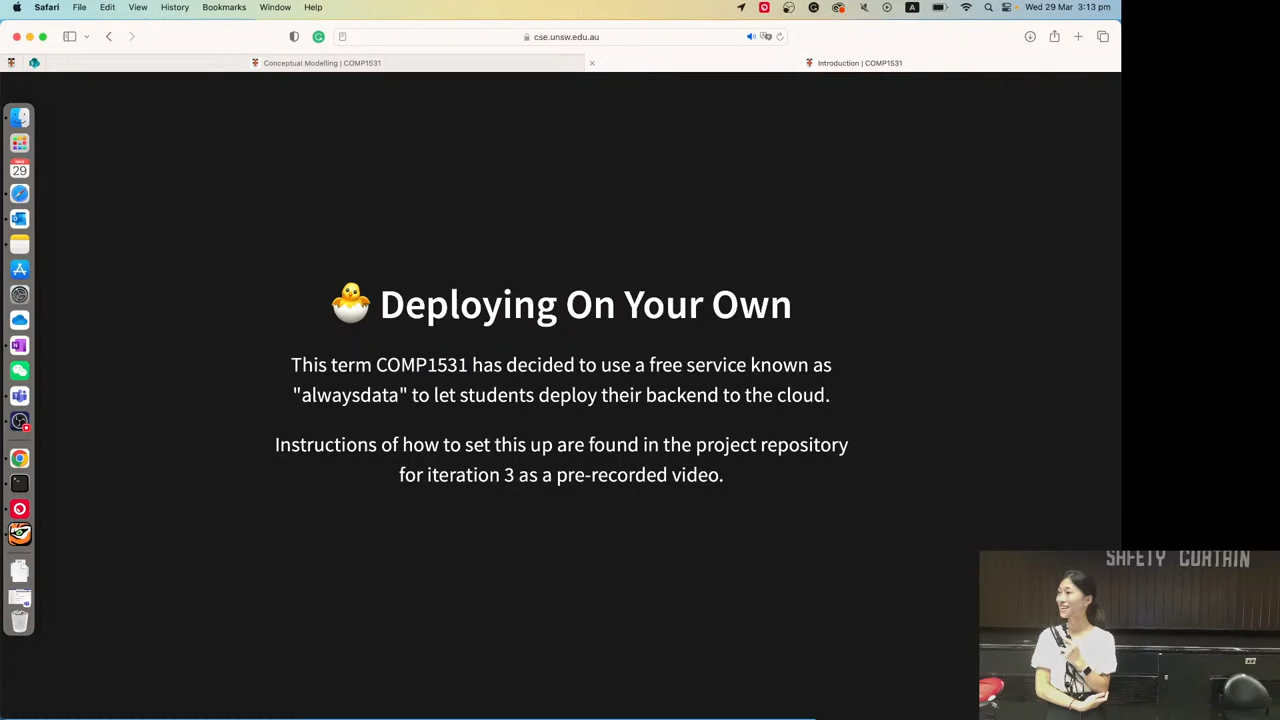 Safari File Edit View History Bookmarks Window Help A Wed 29 Mar 3:13 pm
cse.unsw.edu.au
Conceptual Modelling | COMP1531
Introduction | COMP1531
29
Deploying On Your Own
This term COMP1531 has decided to use a free service known as
"alwaysdata" to let students deploy their backend to the cloud.
Instructions of how to set this up are found in the project repository
for iteration 3 as a pre-recorded video.
SAFETY CURTAIN